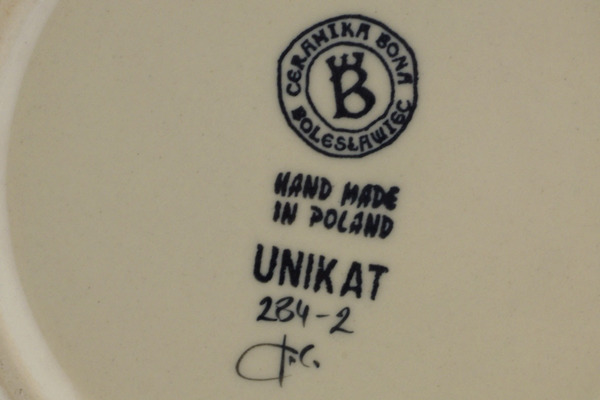 CERAMIKA BONA
B
BOLESŁAWIEC
HAND MADE
IN POLAND
UNIKAT
284-2